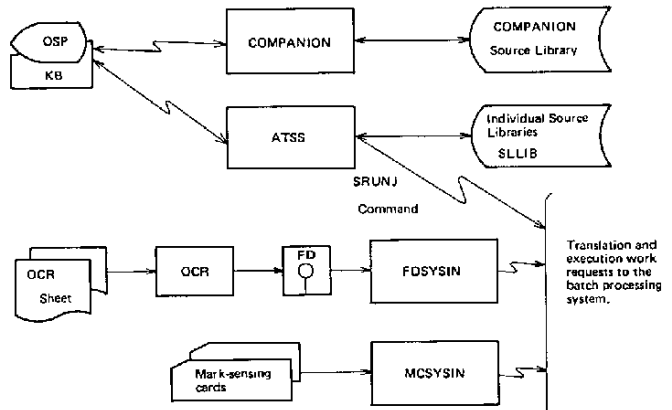 OSP
KB
COMPANION
COMPANION
Source Library
ATSS
Individual Source
Libraries
SLLIB
SRUNJ
Command
Translation and
execution work
requests to the
batch processing
system.
OCR
Sheet
OCR
FD
FDSYSIN
Mark-sensing
cards
MCSYSIN